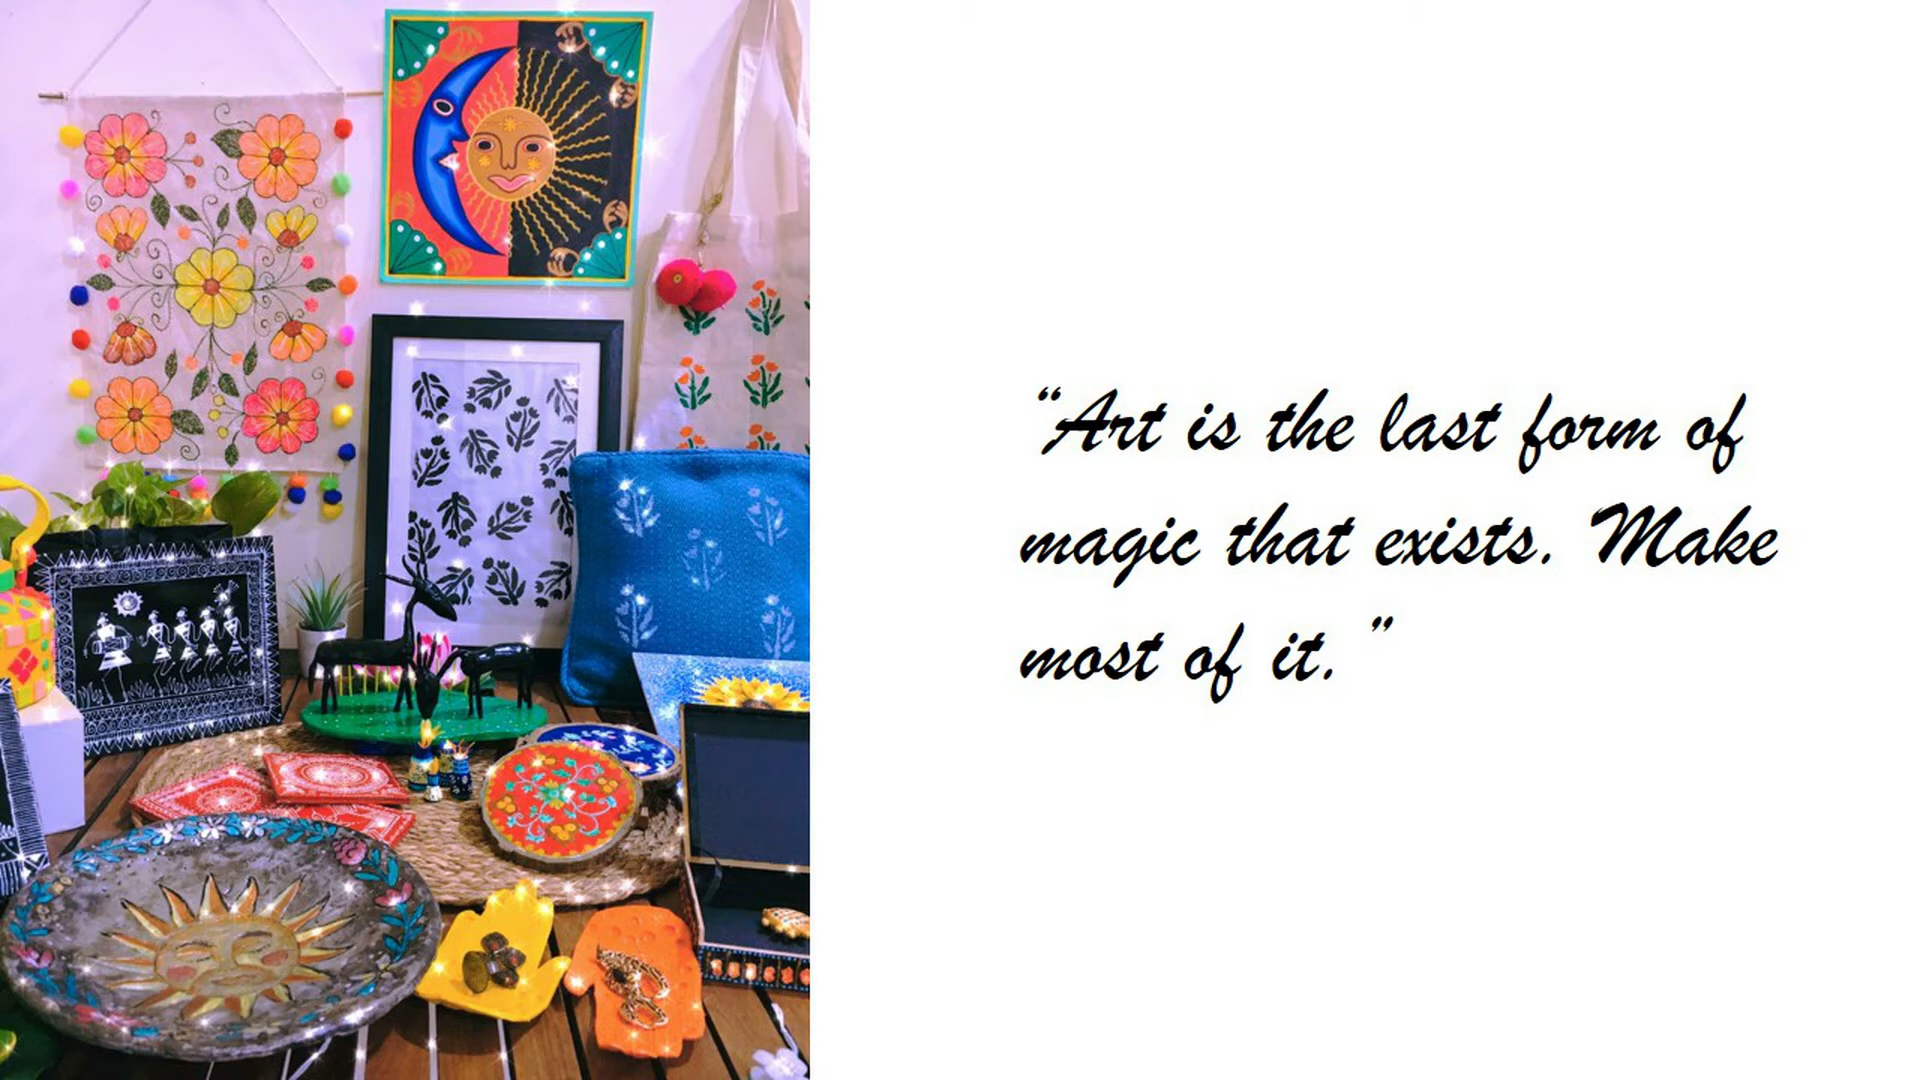 “Art is the last form of
magic that exists. Make
most of it. ”